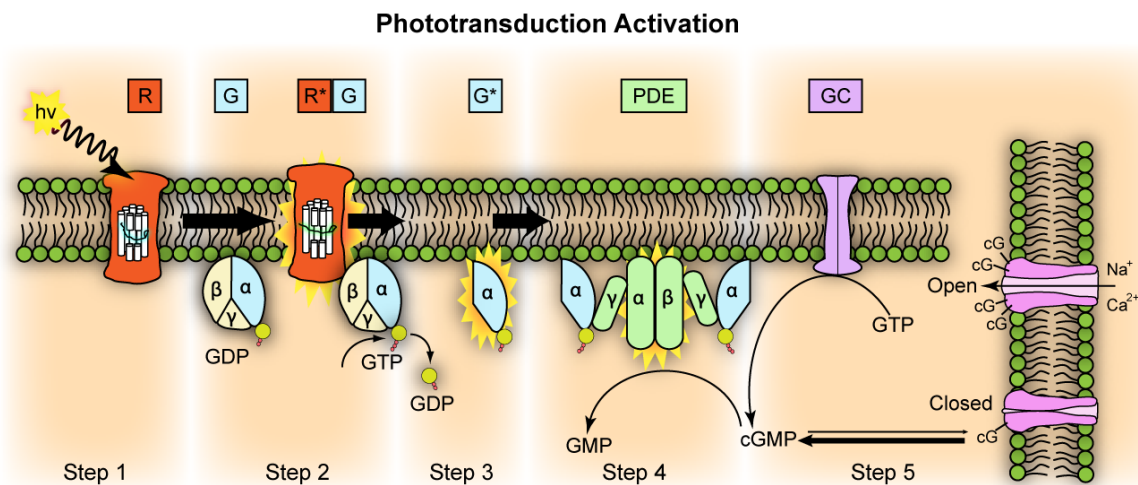 Phototransduction Activation
R
G
R*
G
G*
PDE
GC
hv
β
α
γ
GDP
β
α
γ
GTP
GDP
α
α
γ
α
β
γ
α
GMP
cGMP
GTP
cG
cG
Open
cG
cG
Na+
Ca2+
Closed
cG
Step 1
Step 2
Step 3
Step 4
Step 5